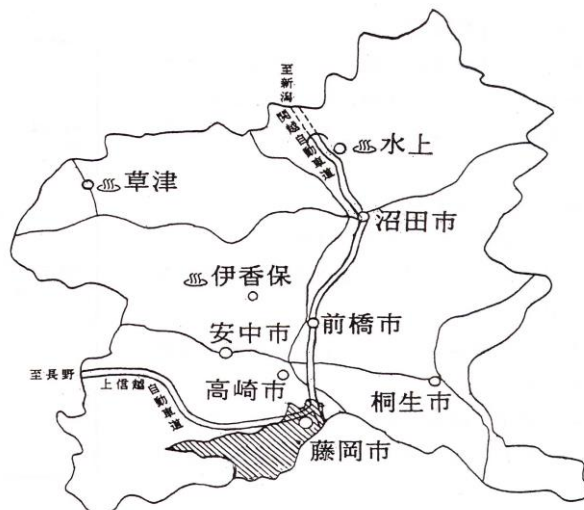 至新潟
関越自動車道
水上
草津
沼田市
伊香保
前橋市
安中市
至長野
上信越自動車道
高崎市
桐生市
藤岡市